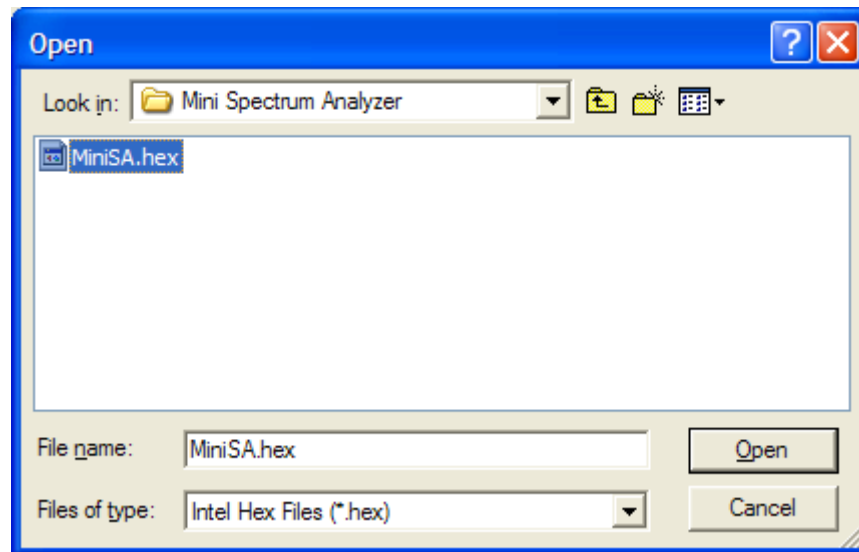 Open
Look in: Mini Spectrum Analyzer
MiniSA.hex
File name: MiniSA.hex Open
Files of type: Intel Hex Files (*.hex) Cancel